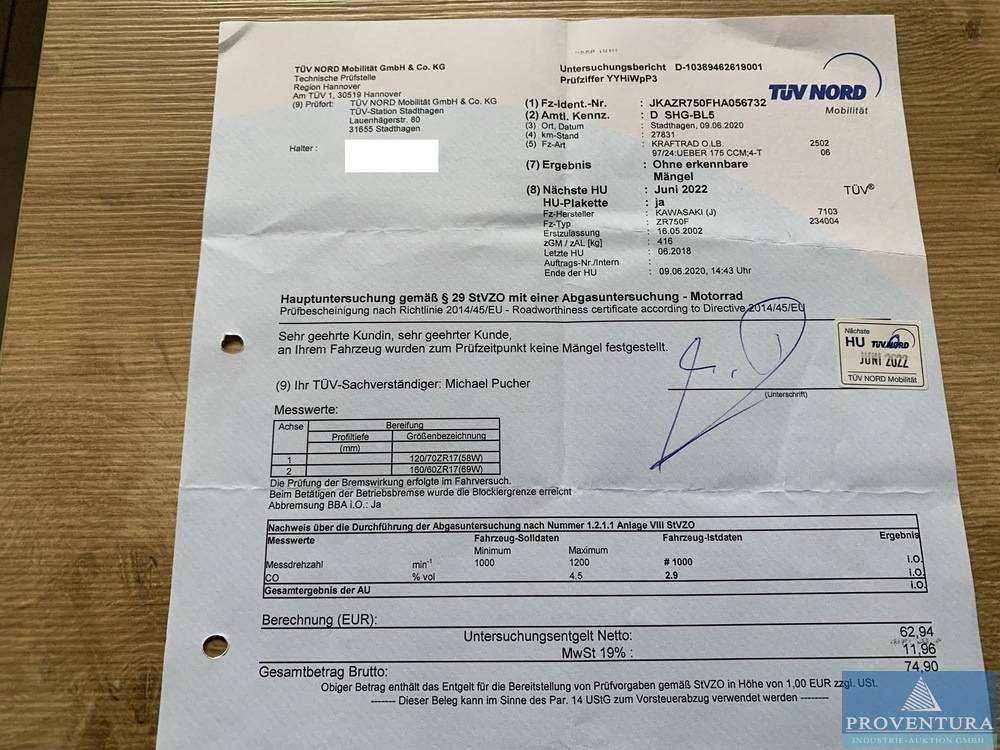 TÜV NORD Mobilität GmbH & Co. KG
Technische Prüfstelle
Region Hannover
Am TÜV 1, 30519 Hannover
(9) Prüfort: TÜV NORD Mobilität GmbH & Co. KG
TÜV-Station Stadthagen
Lauenhägerstr. 80
31655 Stadthagen
Halter :
Untersuchungsbericht D-10389462619001
Prüfziffer YYHiWpP3
TÜV NORD
Mobilität
(1) Fz-Ident.-Nr. : JKAZR750FHA056732
(2) Amtl. Kennz. : D SHG-BL5
(3) Ort, Datum : Stadthagen, 09.06.2020
(4) km-Stand : 27831
(5) Fz-Art : KRAFTRAD O.LB. 2502
97/24:UEBER 175 CCM;4-T 06
(7) Ergebnis : Ohne erkennbare
Mängel
(8) Nächste HU : Juni 2022
TÜV®
HU-Plakette : ja
Fz-Hersteller : KAWASAKI (J) 7103
Fz-Typ : ZR750F 234004
Erstzulassung : 16.05.2002
zGM / zAL [kg] : 416
Letzte HU : 06.2018
Auftrags-Nr./Intern :
Ende der HU : 09.06.2020, 14:43 Uhr
Hauptuntersuchung gemäß § 29 StVZO mit einer Abgasuntersuchung - Motorrad
Prüfbescheinigung nach Richtlinie 2014/45/EU - Roadworthiness certificate according to Directive 2014/45/EU
Sehr geehrte Kundin, sehr geehrter Kunde,
an Ihrem Fahrzeug wurden zum Prüfzeitpunkt keine Mängel festgestellt.
Nächste
HU TÜV NORD
JUNI 2022
TÜV NORD Mobilität
(9) Ihr TÜV-Sachverständiger: Michael Pucher
(Unterschrift)
Messwerte:
Achse Bereifung
Profiltiefe Größenbezeichnung
(mm)
1 120/70ZR17(58W)
2 160/60ZR17(69W)
Die Prüfung der Bremswirkung erfolgte im Fahrversuch.
Beim Betätigen der Betriebsbremse wurde die Blockiergrenze erreicht
Abbremsung BBA i.O.: Ja
Nachweis über die Durchführung der Abgasuntersuchung nach Nummer 1.2.1.1 Anlage VIII StVZO
Messwerte Fahrzeug-Solldaten Fahrzeug-Istdaten Ergebnis
Minimum Maximum
Messdrehzahl min-1 1000 1200 # 1000 i.O.
CO % vol 4.5 2.9 i.O.
Gesamtergebnis der AU i.O.
Berechnung (EUR):
Untersuchungsentgelt Netto: 62,94
MwSt 19% : 11,96
Gesamtbetrag Brutto: 74,90
Obiger Betrag enthält das Entgelt für die Bereitstellung von Prüfvorgaben gemäß StVZO in Höhe von 1,00 EUR zzgl. USt.
------- Dieser Beleg kann im Sinne des Par. 14 UStG zum Vorsteuerabzug verwendet werden --------
PROVENTURA
INDUSTRIE-AUKTION GMBH